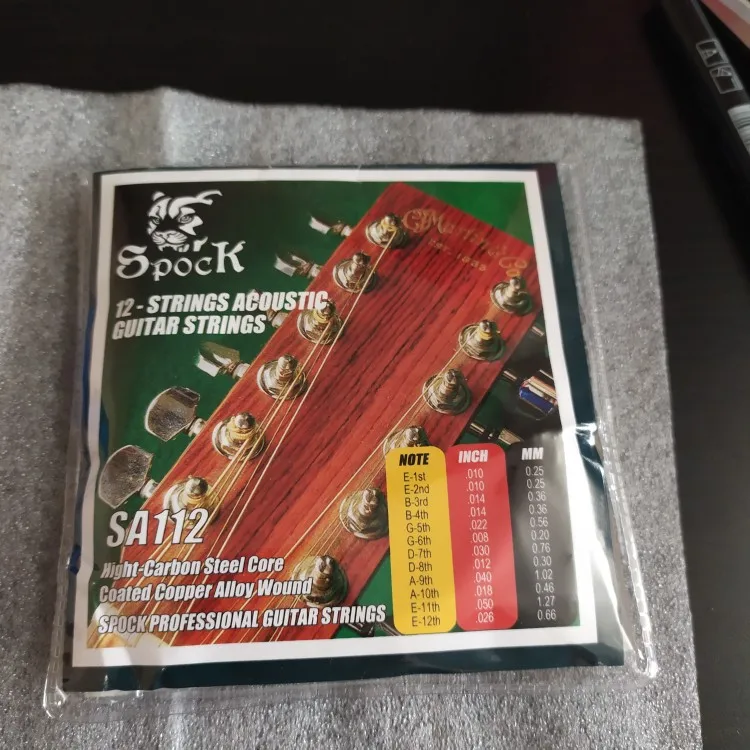 A4
SpocK
12 - STRINGS ACOUSTIC
GUITAR STRINGS
SA112
Hight-Carbon Steel Core
Coated Copper Alloy Wound
SPOCK PROFESSIONAL GUITAR STRINGS
NOTE INCH MM
E-1st .010 0.25
E-2nd .010 0.25
B-3rd .014 0.36
B-4th .014 0.36
G-5th .022 0.56
G-6th .008 0.20
D-7th .030 0.76
D-8th .012 0.30
A-9th .040 1.02
A-10th .018 0.46
E-11th .050 1.27
E-12th .026 0.66